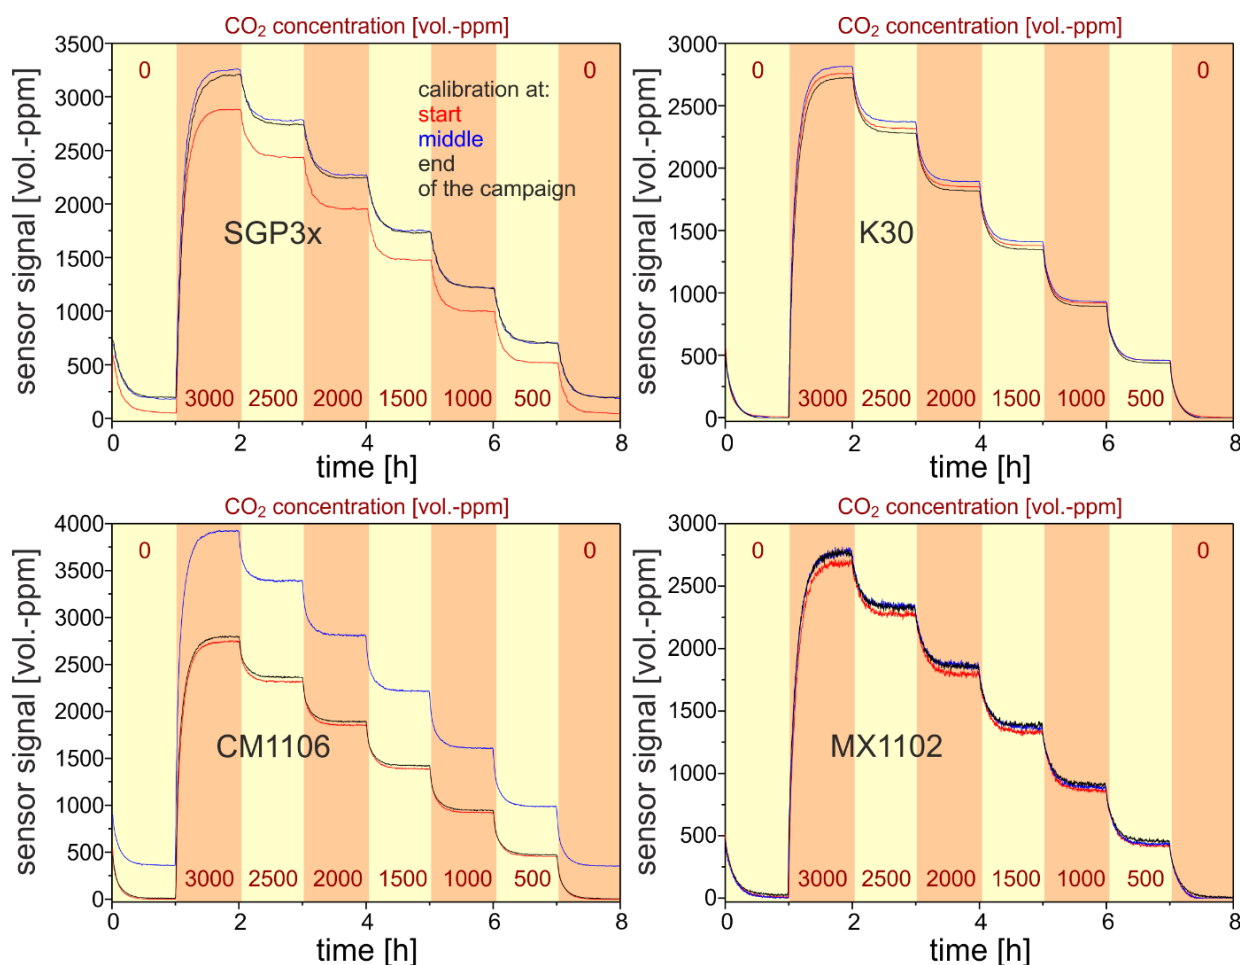 CO₂ concentration [vol.-ppm]
3500
3000
2500
2000
1500
1000
500
0
sensor signal [vol.-ppm]
0
0
calibration at:
start
middle
end
of the campaign
SGP3x
3000 2500 2000 1500 1000 500
0 2 4 6 8
time [h]
CO₂ concentration [vol.-ppm]
3000
2500
2000
1500
1000
500
0
sensor signal [vol.-ppm]
0
0
K30
3000 2500 2000 1500 1000 500
0 2 4 6 8
time [h]
CO₂ concentration [vol.-ppm]
4000
3500
3000
2500
2000
1500
1000
500
0
sensor signal [vol.-ppm]
0
0
CM1106
3000 2500 2000 1500 1000 500
0 2 4 6 8
time [h]
CO₂ concentration [vol.-ppm]
3000
2500
2000
1500
1000
500
0
sensor signal [vol.-ppm]
0
0
MX1102
3000 2500 2000 1500 1000 500
0 2 4 6 8
time [h]